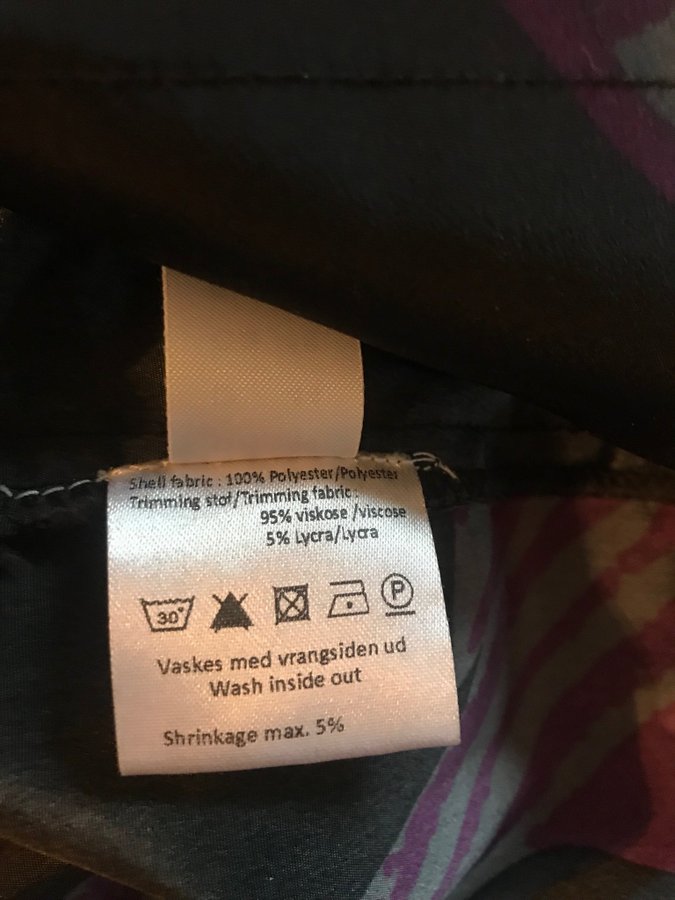 Shell fabric : 100% Polyester/Polyester
Trimming stof/Trimming fabric :
95% viskose /viscose
5% Lycra/Lycra
30° P
Vaskes med vrangsiden ud
Wash inside out
Shrinkage max. 5%